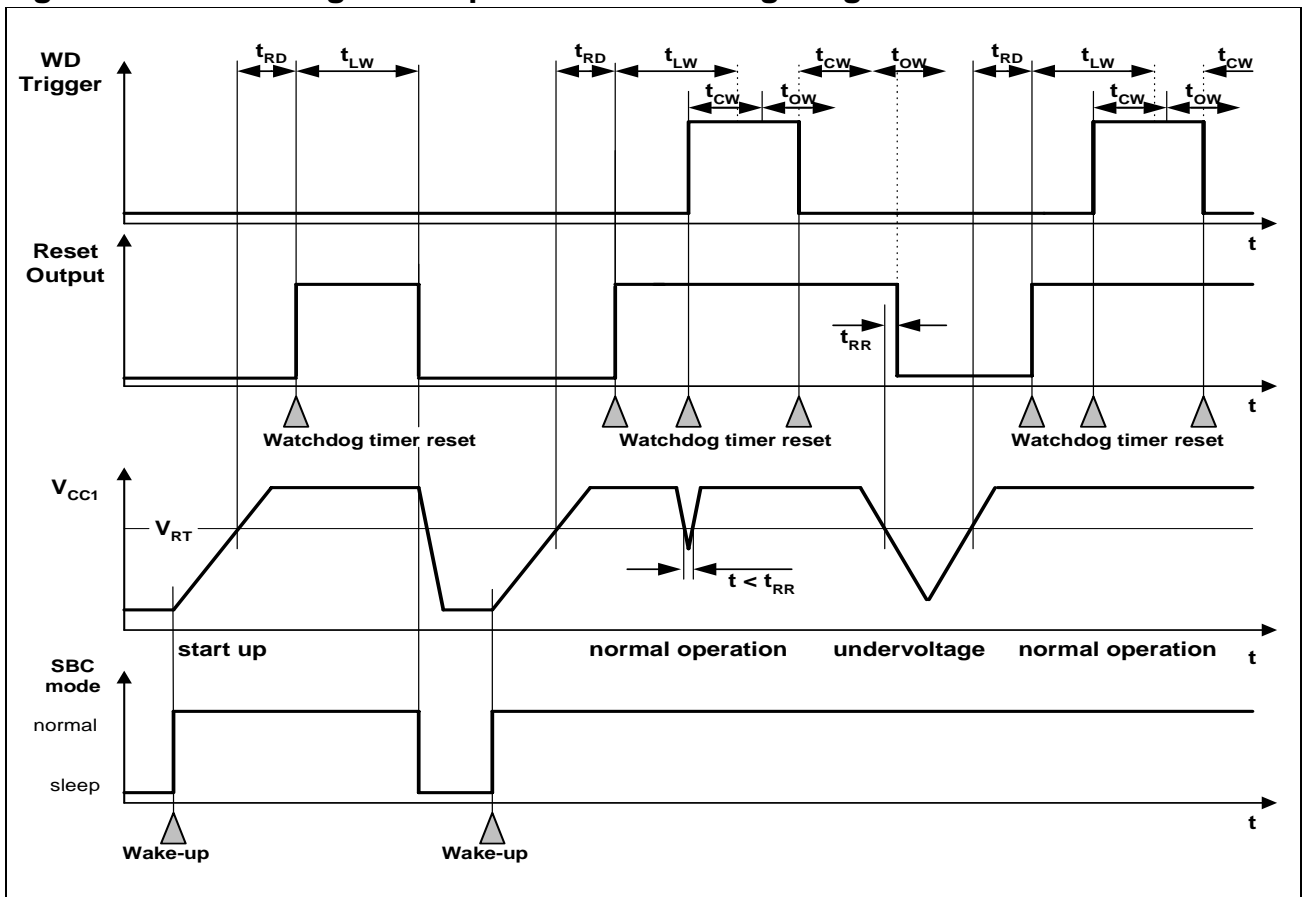 WD
Trigger
tRD
tLW
tRD
tLW
tCW
tOW
tRD
tLW
tCW
tCW
tOW
tCW
tOW
t
Reset
Output
tRR
t
Watchdog timer reset
Watchdog timer reset
Watchdog timer reset
VCC1
VRT
t < tRR
start up
normal operation
undervoltage
normal operation
t
SBC
mode
normal
sleep
t
Wake-up
Wake-up